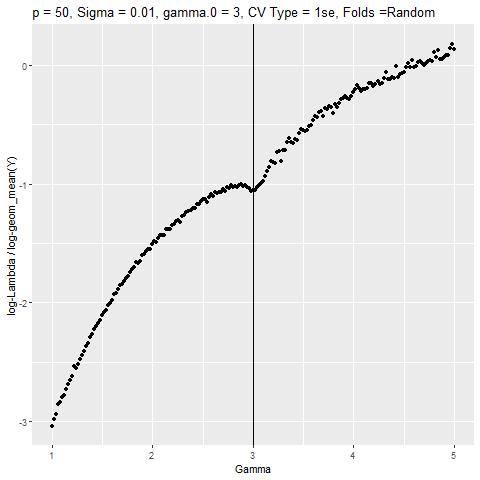 p = 50, Sigma = 0.01, gamma.0 = 3, CV Type = 1se, Folds =Random
log-Lambda / log-geom_mean(Y)
0
-1
-2
-3
1 2 3 4 5
Gamma